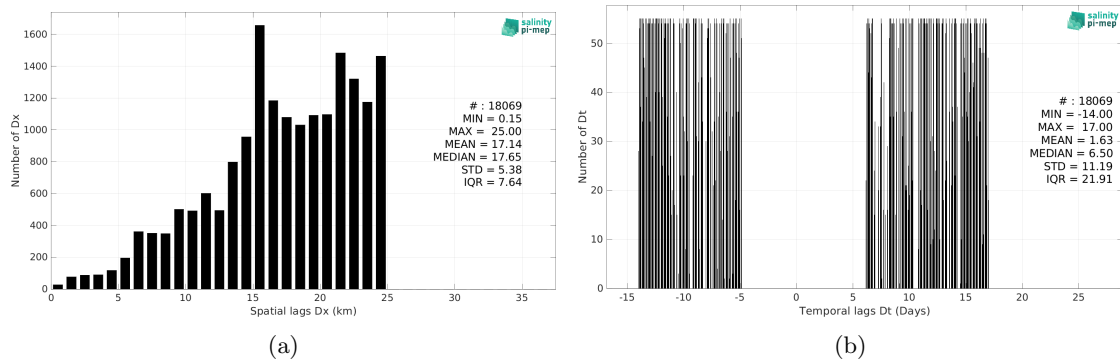 1600
1400
1200
1000
800
600
400
200
0
Number of Dx
0 5 10 15 20 25 30 35
Spatial lags Dx (km)
salinity
pi-mep
# : 18069
MIN = 0.15
MAX = 25.00
MEAN = 17.14
MEDIAN = 17.65
STD = 5.38
IQR = 7.64
(a)
50
40
30
20
10
0
Number of Dt
-15 -10 -5 0 5 10 15 20 25
Temporal lags Dt (Days)
salinity
pi-mep
# : 18069
MIN = -14.00
MAX = 17.00
MEAN = 1.63
MEDIAN = 6.50
STD = 11.19
IQR = 21.91
(b)